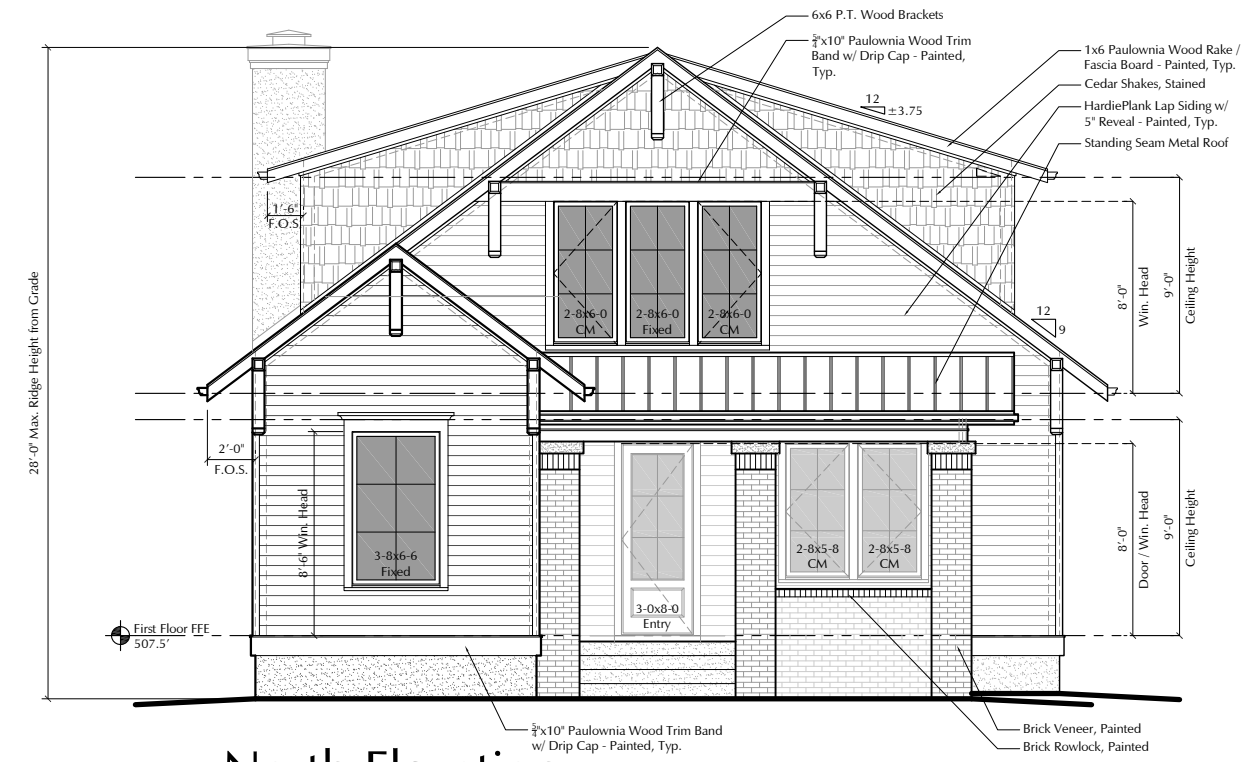 6x6 P.T. Wood Brackets
5/4"x10" Paulownia Wood Trim
Band w/ Drip Cap - Painted,
Typ.
1x6 Paulownia Wood Rake /
Fascia Board - Painted, Typ.
Cedar Shakes, Stained
HardiePlank Lap Siding w/
5" Reveal - Painted, Typ.
Standing Seam Metal Roof
12
±3.75
1'-6"
F.O.S.
28'-0" Max. Ridge Height from Grade
2-8x6-0
CM
2-8x6-0
Fixed
2-8x6-0
CM
12
9
8'-0"
Win. Head
9'-0"
Ceiling Height
2'-0"
F.O.S.
8'-6" Win. Head
3-8x6-6
Fixed
2-8x5-8
CM
2-8x5-8
CM
3-0x8-0
Entry
8'-0"
Door / Win. Head
9'-0"
Ceiling Height
First Floor FFE
507.5'
5/4"x10" Paulownia Wood Trim Band
w/ Drip Cap - Painted, Typ.
Brick Veneer, Painted
Brick Rowlock, Painted
North Elevation